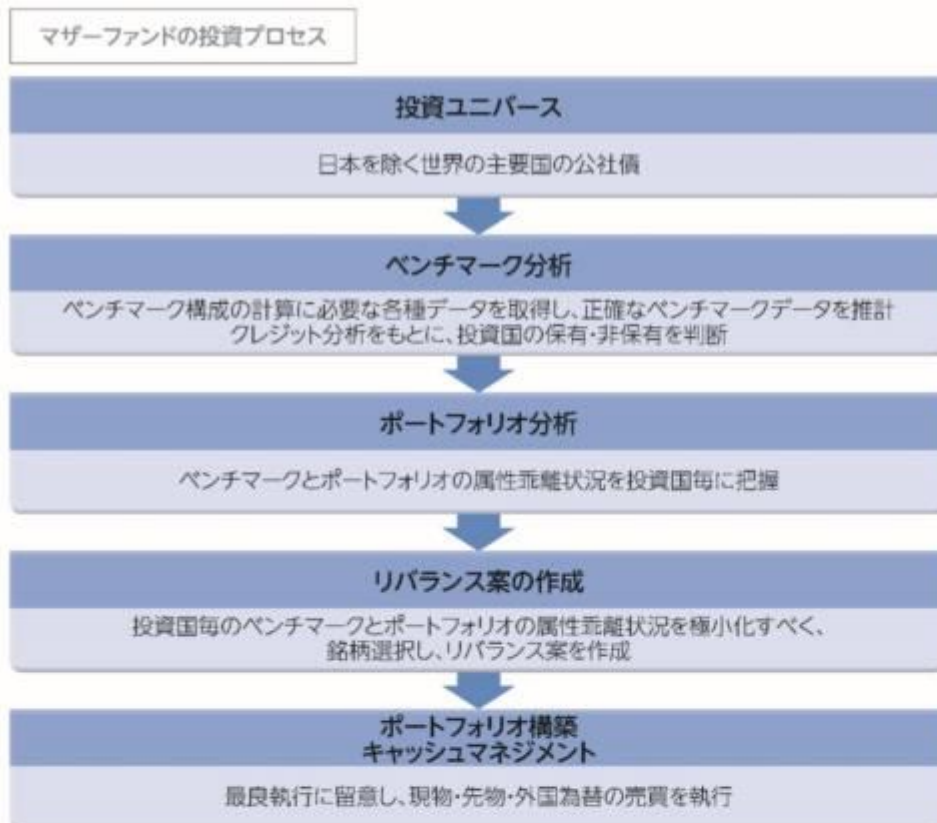 マザーファンドの投資プロセス
投資ユニバース
日本を除く世界の主要国の公社債
ベンチマーク分析
ベンチマーク構成の計算に必要な各種データを取得し、正確なベンチマークデータを推計
クレジット分析をもとに、投資国の保有・非保有を判断
ポートフォリオ分析
ベンチマークとポートフォリオの属性乖離状況を投資国毎に把握
リバランス案の作成
投資国毎のベンチマークとポートフォリオの属性乖離状況を極小化すべく、
銘柄選択し、リバランス案を作成
ポートフォリオ構築
キャッシュマネジメント
最良執行に留意し、現物・先物・外国為替の売買を執行